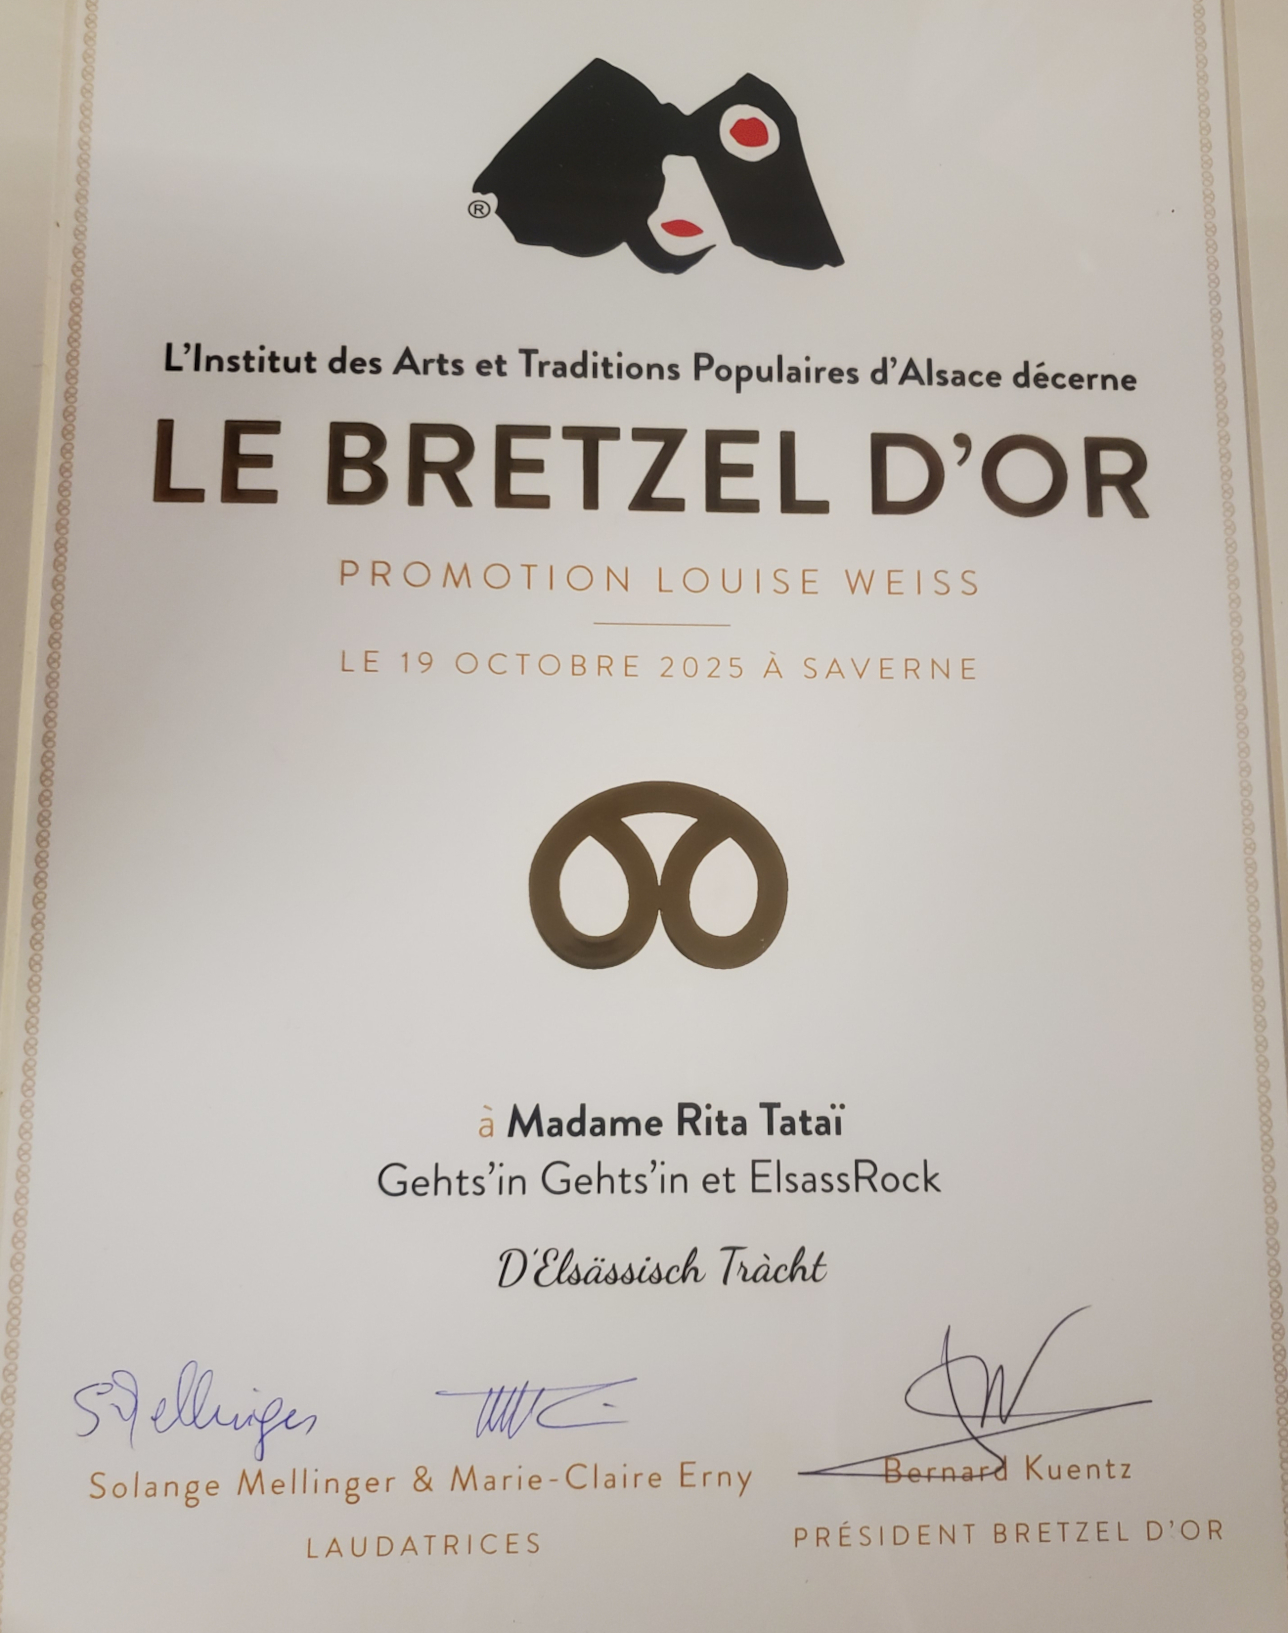 ®
L'Institut des Arts et Traditions Populaires d'Alsace décerne
LE BRETZEL D'OR
PROMOTION LOUISE WEISS
LE 19 OCTOBRE 2025 À SAVERNE
à Madame Rita Tataï
Gehts'in Gehts'in et ElsassRock
D'Elsässisch Tràcht
SMellinger
Solange Mellinger & Marie-Claire Erny
Bernard Kuentz
LAUDATRICES
PRÉSIDENT BRETZEL D'OR